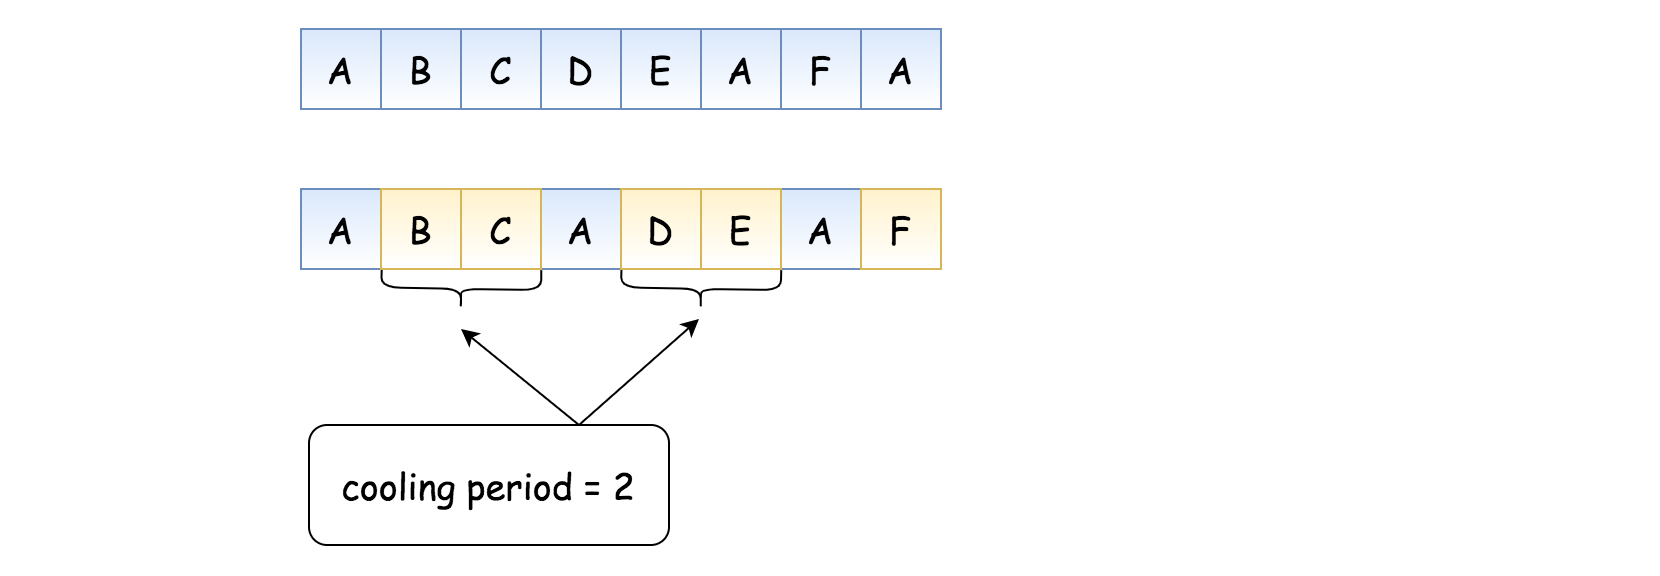 A B C D E A F A
A B C A D E A F
cooling period = 2